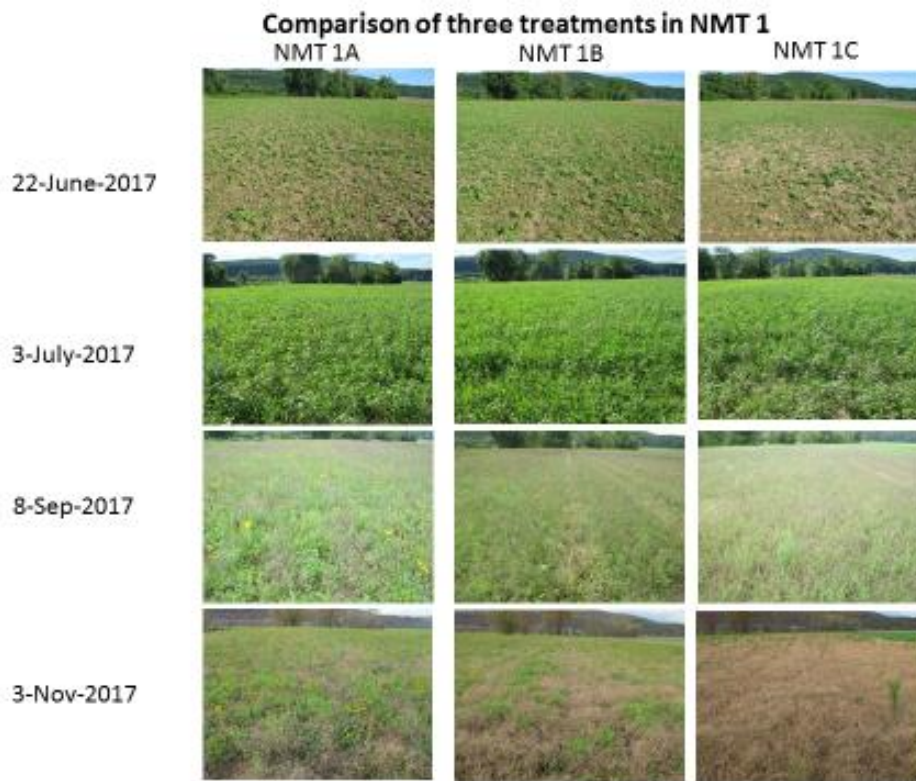 Comparison of three treatments in NMT 1
NMT 1A NMT 1B NMT 1C
22-June-2017
3-July-2017
8-Sep-2017
3-Nov-2017